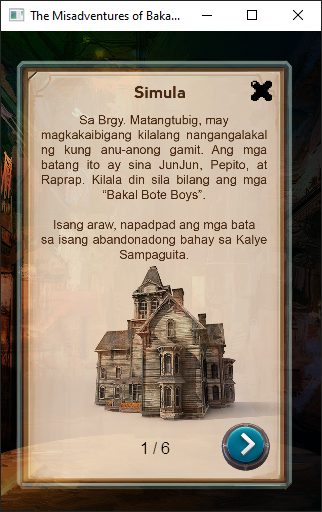 The Misadventures of Baka...
Simula
Sa Brgy. Matangtubig, may
magkakaibigang kilalang nangangalakal
ng kung anu-anong gamit. Ang mga
batang ito ay sina JunJun, Pepito, at
Raprap. Kilala din sila bilang ang mga
“Bakal Bote Boys”.
Isang araw, napadpad ang mga bata
sa isang abandonadong bahay sa Kalye
Sampaguita.
1 / 6